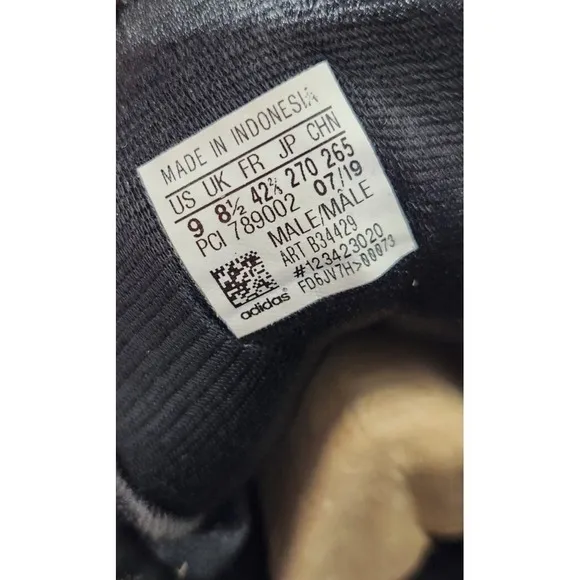 MADE IN INDONESIA
US UK FR JP CHN
9 8½ 42⅔ 270 265
PCI 789002 07/19
MALE/MÂLE
ART B34429
#123423020
FD6JV7H>00073
adidas